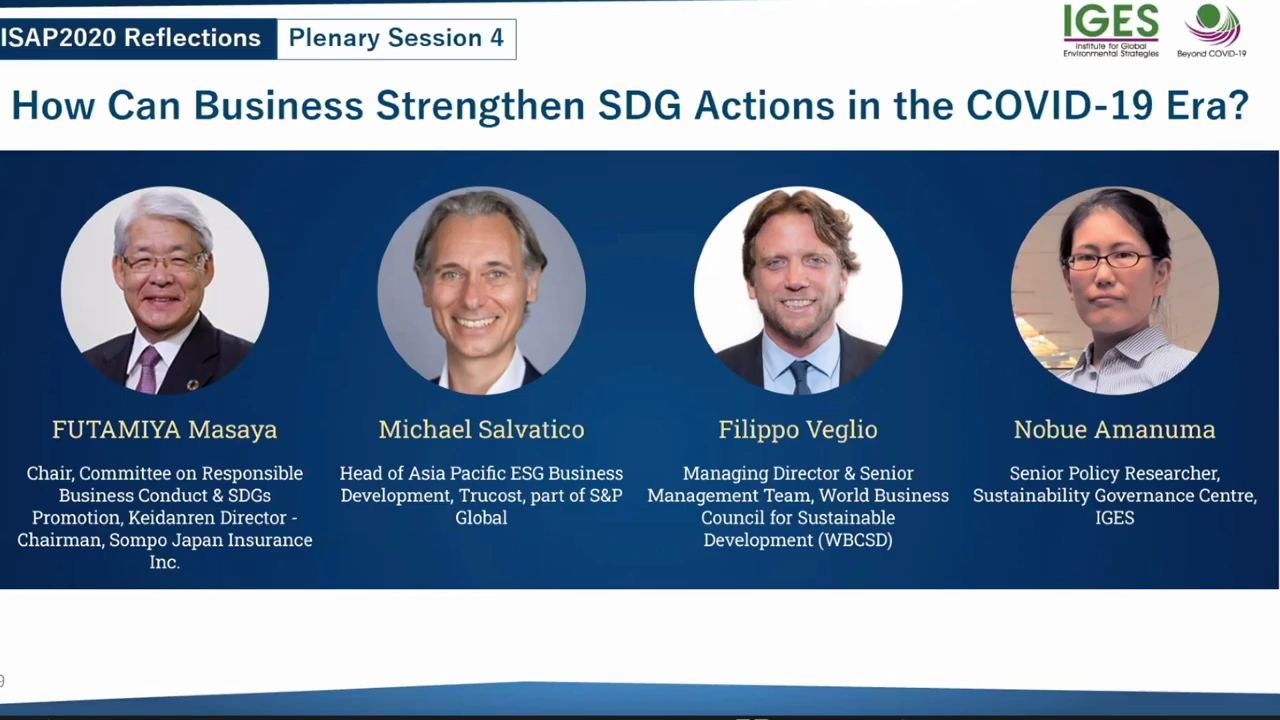 ISAP2020 Reflections
Plenary Session 4
IGES
Institute for Global
Environmental Strategies
Beyond COVID-19
How Can Business Strengthen SDG Actions in the COVID-19 Era?
FUTAMIYA Masaya
Chair, Committee on Responsible
Business Conduct & SDGs
Promotion, Keidanren Director -
Chairman, Sompo Japan Insurance
Inc.
Michael Salvatico
Head of Asia Pacific ESG Business
Development, Trucost, part of S&P
Global
Filippo Veglio
Managing Director & Senior
Management Team, World Business
Council for Sustainable
Development (WBCSD)
Nobue Amanuma
Senior Policy Researcher,
Sustainability Governance Centre,
IGES
9